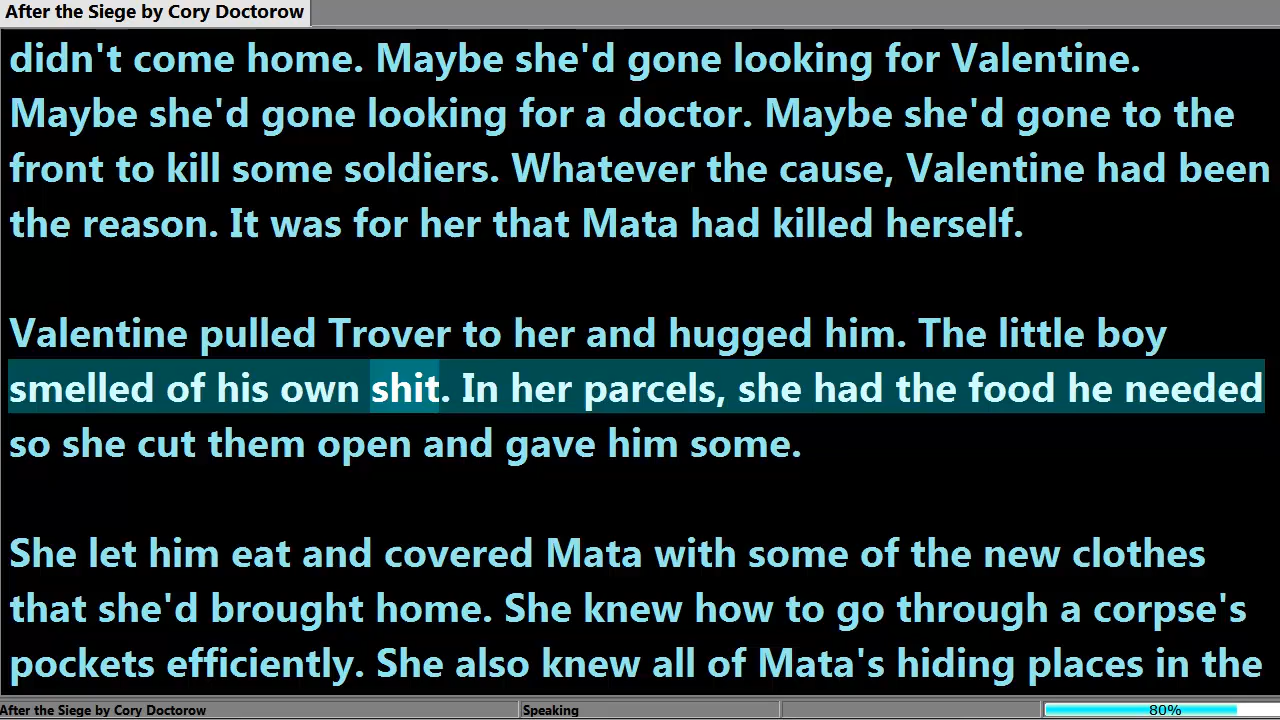 After the Siege by Cory Doctorow
didn't come home. Maybe she'd gone looking for Valentine.
Maybe she'd gone looking for a doctor. Maybe she'd gone to the
front to kill some soldiers. Whatever the cause, Valentine had been
the reason. It was for her that Mata had killed herself.
Valentine pulled Trover to her and hugged him. The little boy
smelled of his own shit. In her parcels, she had the food he needed
so she cut them open and gave him some.
She let him eat and covered Mata with some of the new clothes
that she'd brought home. She knew how to go through a corpse's
pockets efficiently. She also knew all of Mata's hiding places in the
After the Siege by Cory Doctorow Speaking 80%